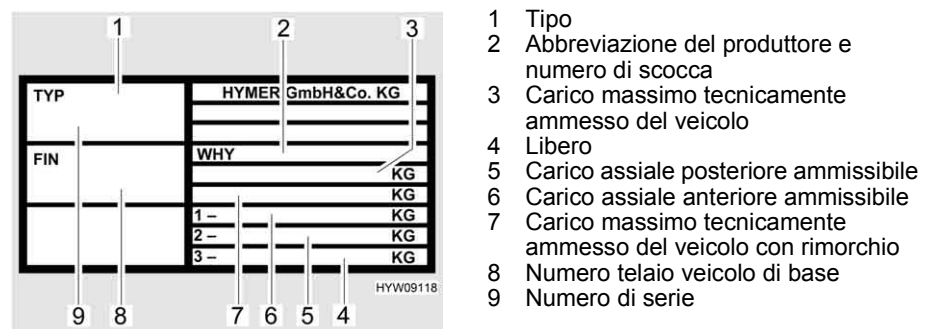 1 2 3
TYP
HYMER GmbH&Co. KG
FIN
WHY
KG
KG
1 – KG
2 – KG
3 – KG
HYW09118
9 8 7 6 5 4
1 Tipo
2 Abbreviazione del produttore e
numero di scocca
3 Carico massimo tecnicamente
ammesso del veicolo
4 Libero
5 Carico assiale posteriore ammissibile
6 Carico assiale anteriore ammissibile
7 Carico massimo tecnicamente
ammesso del veicolo con rimorchio
8 Numero telaio veicolo di base
9 Numero di serie